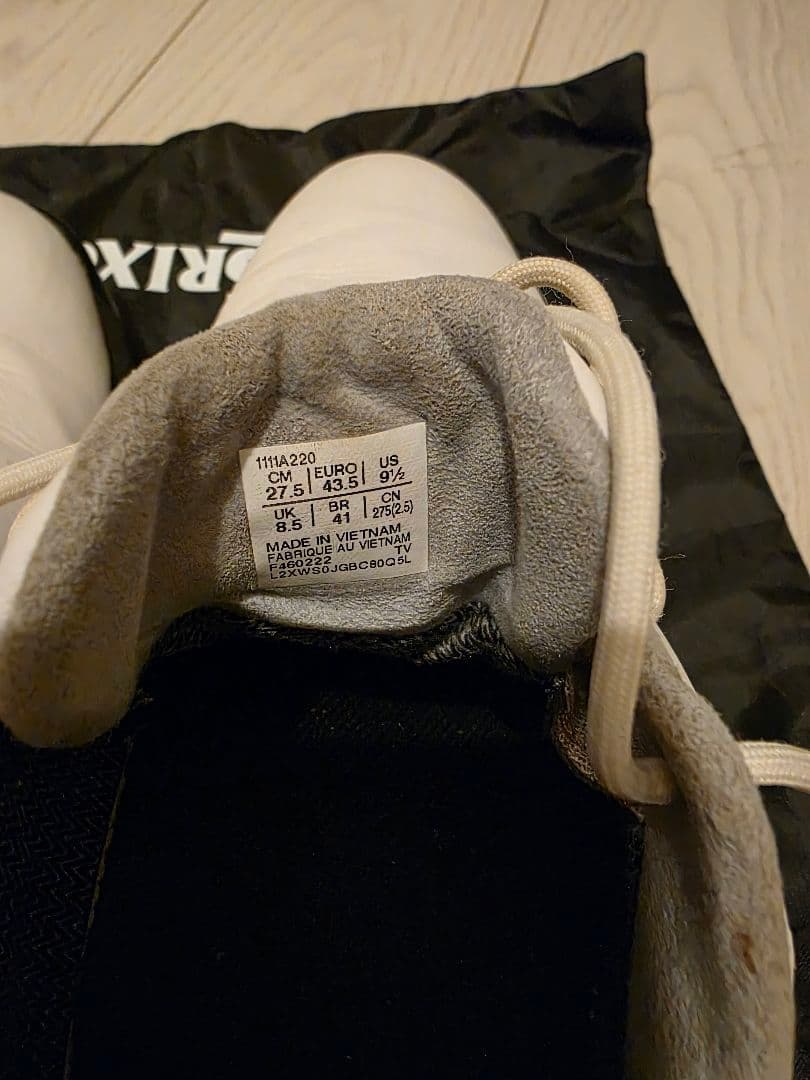 1111A220
CM EURO US
27.5 43.5 9½
UK BR CN
8.5 41 275(2.5)
MADE IN VIETNAM
FABRIQUE AU VIETNAM
F460222 TV
L2XWS0JGBC80Q5L